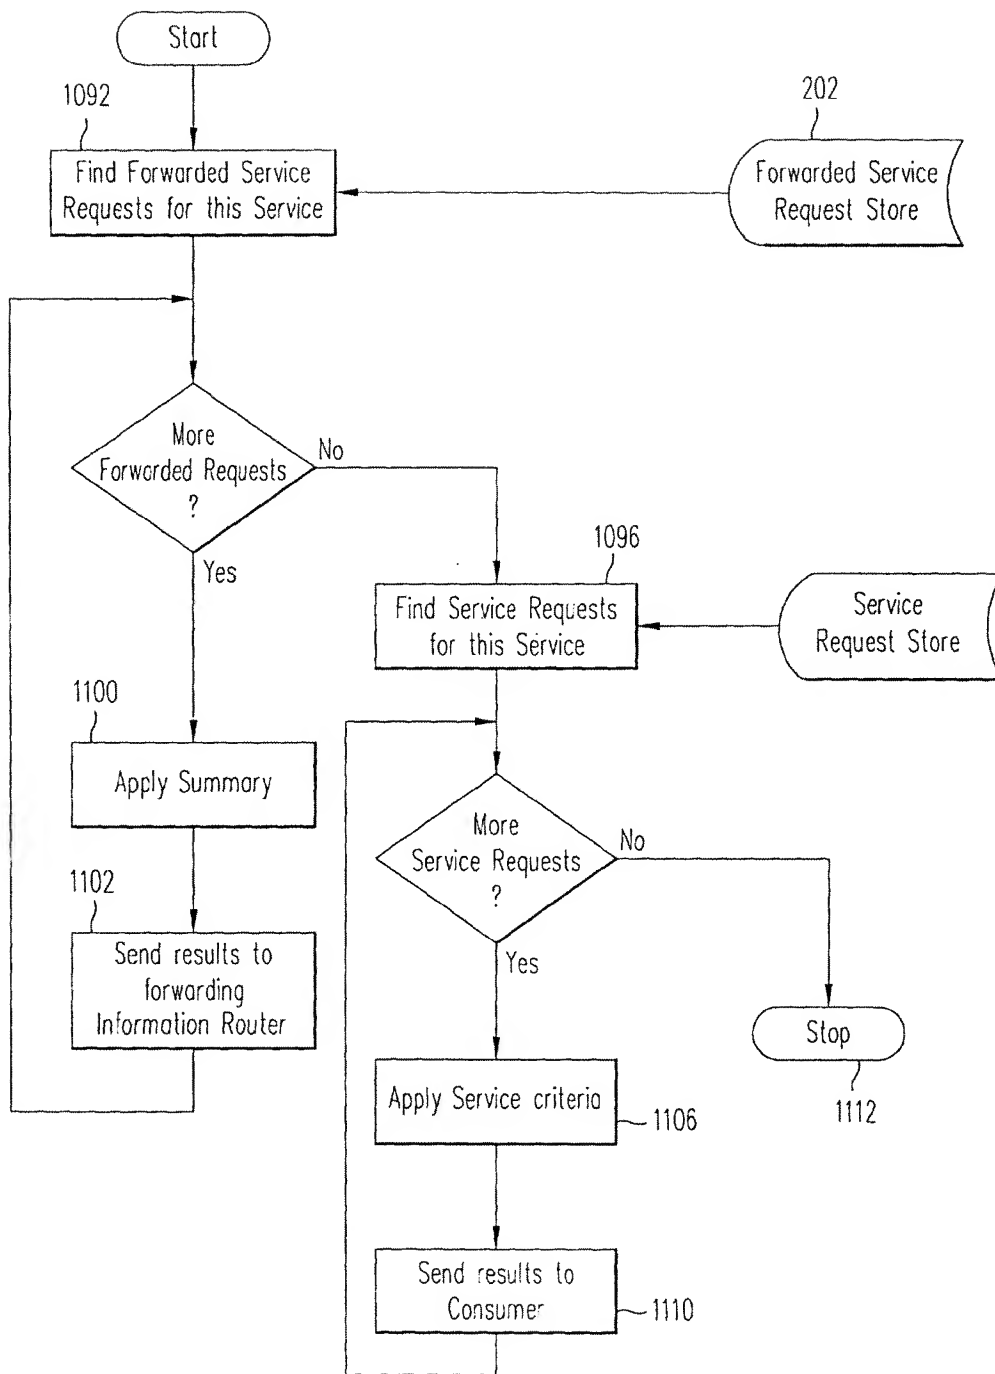 Start
1092
Find Forwarded Service
Requests for this Service
202
Forwarded Service
Request Store
More
Forwarded Requests
?
No
Yes
1096
Find Service Requests
for this Service
Service
Request Store
1100
Apply Summary
More
Service Requests
?
No
Yes
1102
Send results to
forwarding
Information Router
Stop
1112
Apply Service criteria
1106
Send results to
Consumer
1110